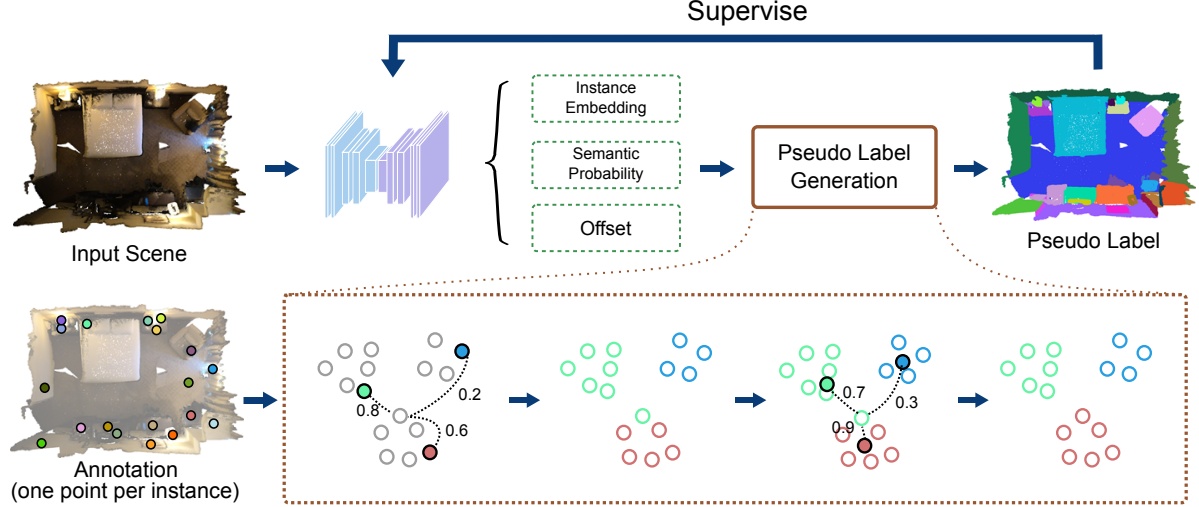 Supervise
Instance
Embedding
Semantic
Probability
Offset
Pseudo Label
Generation
Input Scene
Pseudo Label
0.8
0.2
0.6
0.7
0.3
0.9
Annotation
(one point per instance)